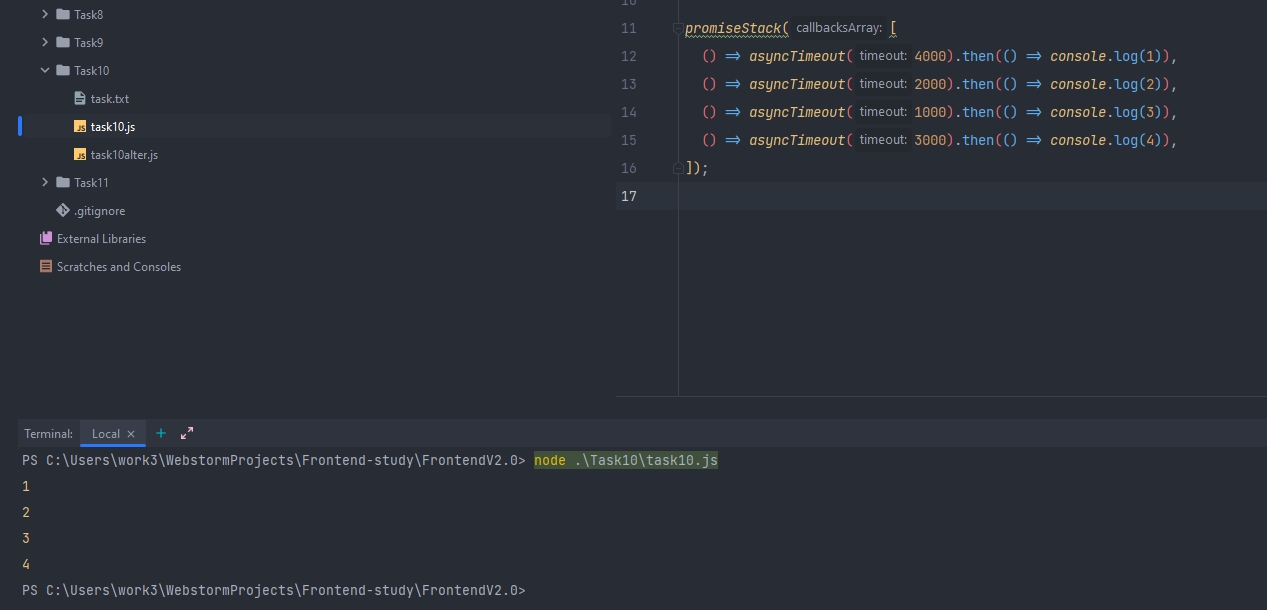 Task8
Task9
Task10
task.txt
task10.js
task10alter.js
Task11
.gitignore
External Libraries
Scratches and Consoles
10
11 promiseStack( callbacksArray: [
12 () => asyncTimeout( timeout: 4000).then(() => console.log(1)),
13 () => asyncTimeout( timeout: 2000).then(() => console.log(2)),
14 () => asyncTimeout( timeout: 1000).then(() => console.log(3)),
15 () => asyncTimeout( timeout: 3000).then(() => console.log(4)),
16 ]);
17
Terminal: Local × +
PS C:\Users\work3\WebstormProjects\Frontend-study\FrontendV2.0> node .\Task10\task10.js
1
2
3
4
PS C:\Users\work3\WebstormProjects\Frontend-study\FrontendV2.0>